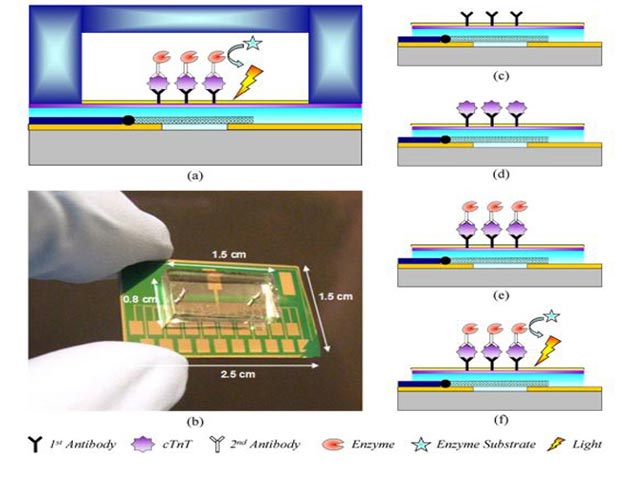 (a)
1.5 cm
0.8 cm
1.5 cm
2.5 cm
(b)
(c)
(d)
(e)
(f)
1st Antibody
cTnT
2nd Antibody
Enzyme
Enzyme Substrate
Light